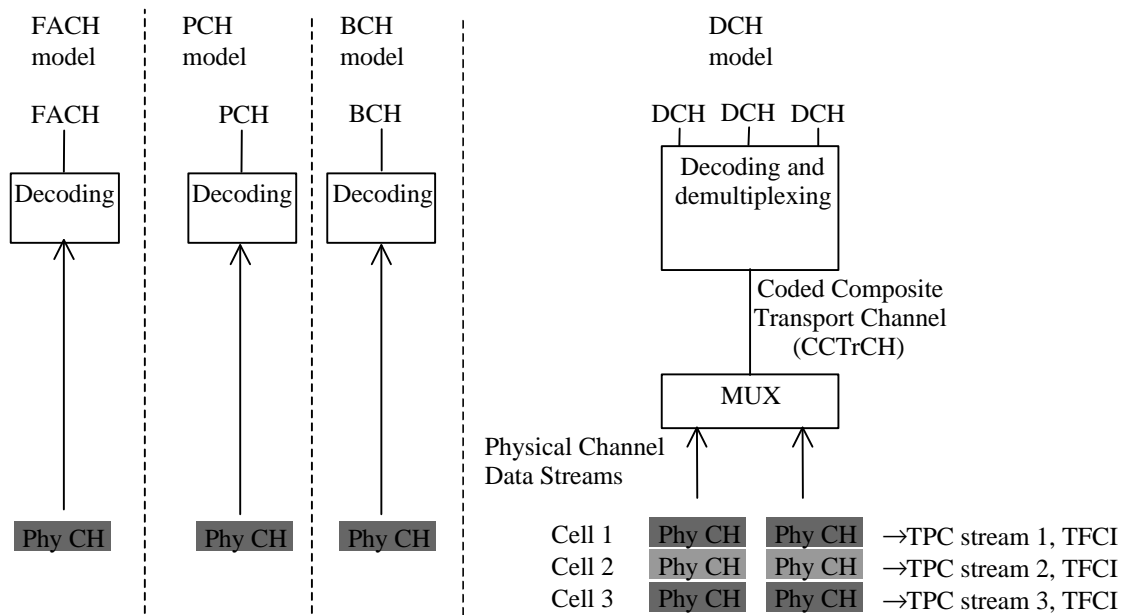 FACH
model
PCH
model
BCH
model
DCH
model
FACH
PCH
BCH
DCH DCH DCH
Decoding
Decoding
Decoding
Decoding and
demultiplexing
Coded Composite
Transport Channel
(CCTrCH)
MUX
Physical Channel
Data Streams
Phy CH
Phy CH
Phy CH
Cell 1 Phy CH Phy CH →TPC stream 1, TFCI
Cell 2 Phy CH Phy CH →TPC stream 2, TFCI
Cell 3 Phy CH Phy CH →TPC stream 3, TFCI